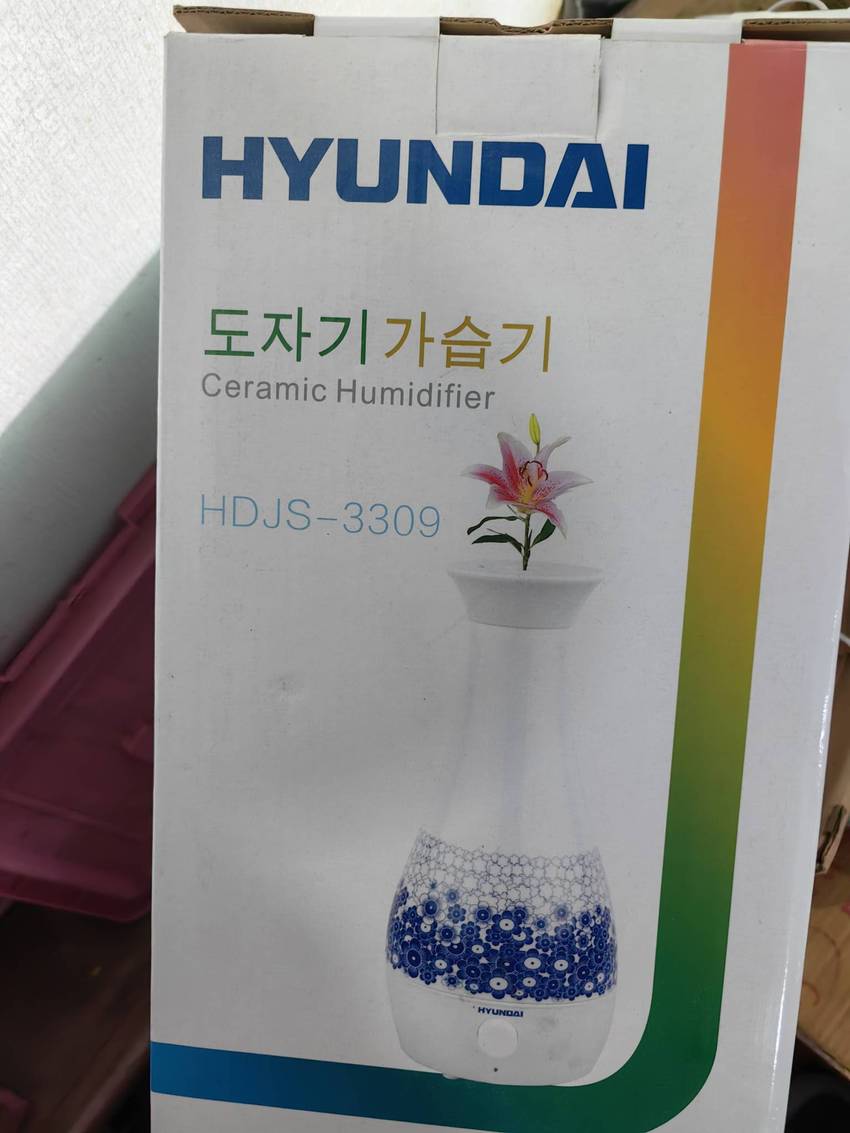 HYUNDAI
도자기가습기
Ceramic Humidifier
HDJS-3309
HYUNDAI